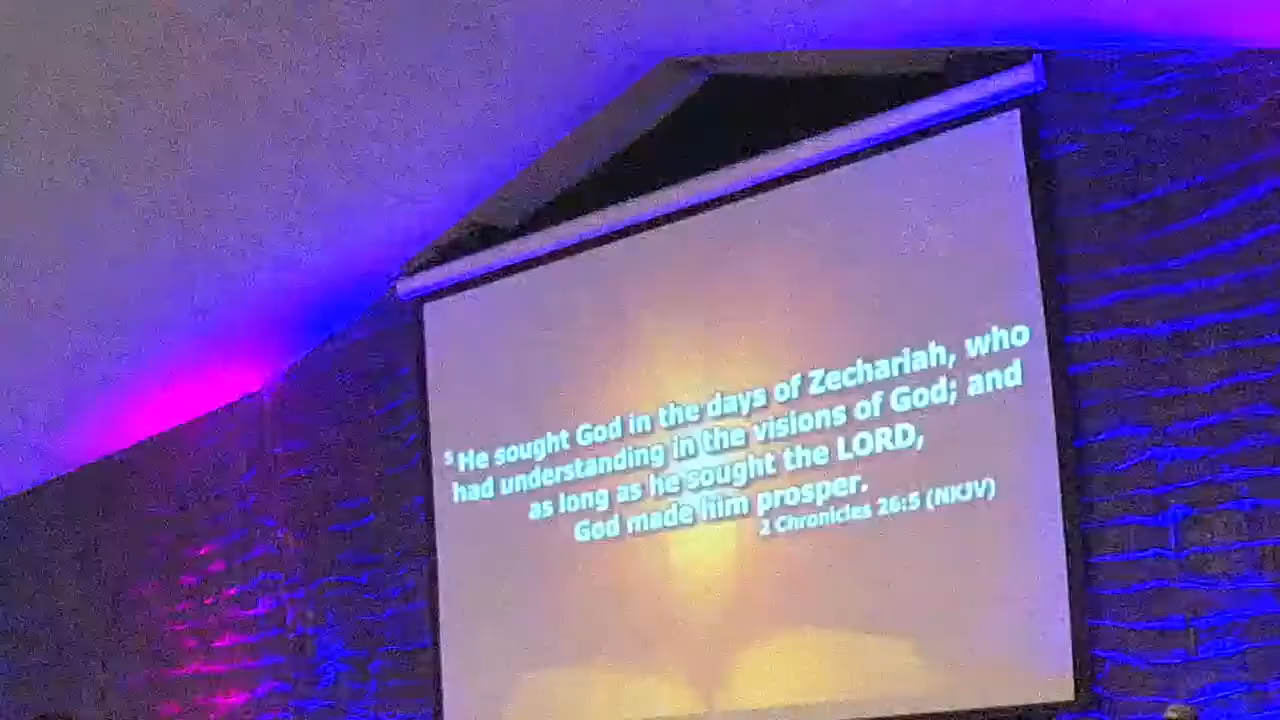 5 He sought God in the days of Zechariah, who
had understanding in the visions of God; and
as long as he sought the LORD,
God made him prosper.
2 Chronicles 26:5 (NKJV)